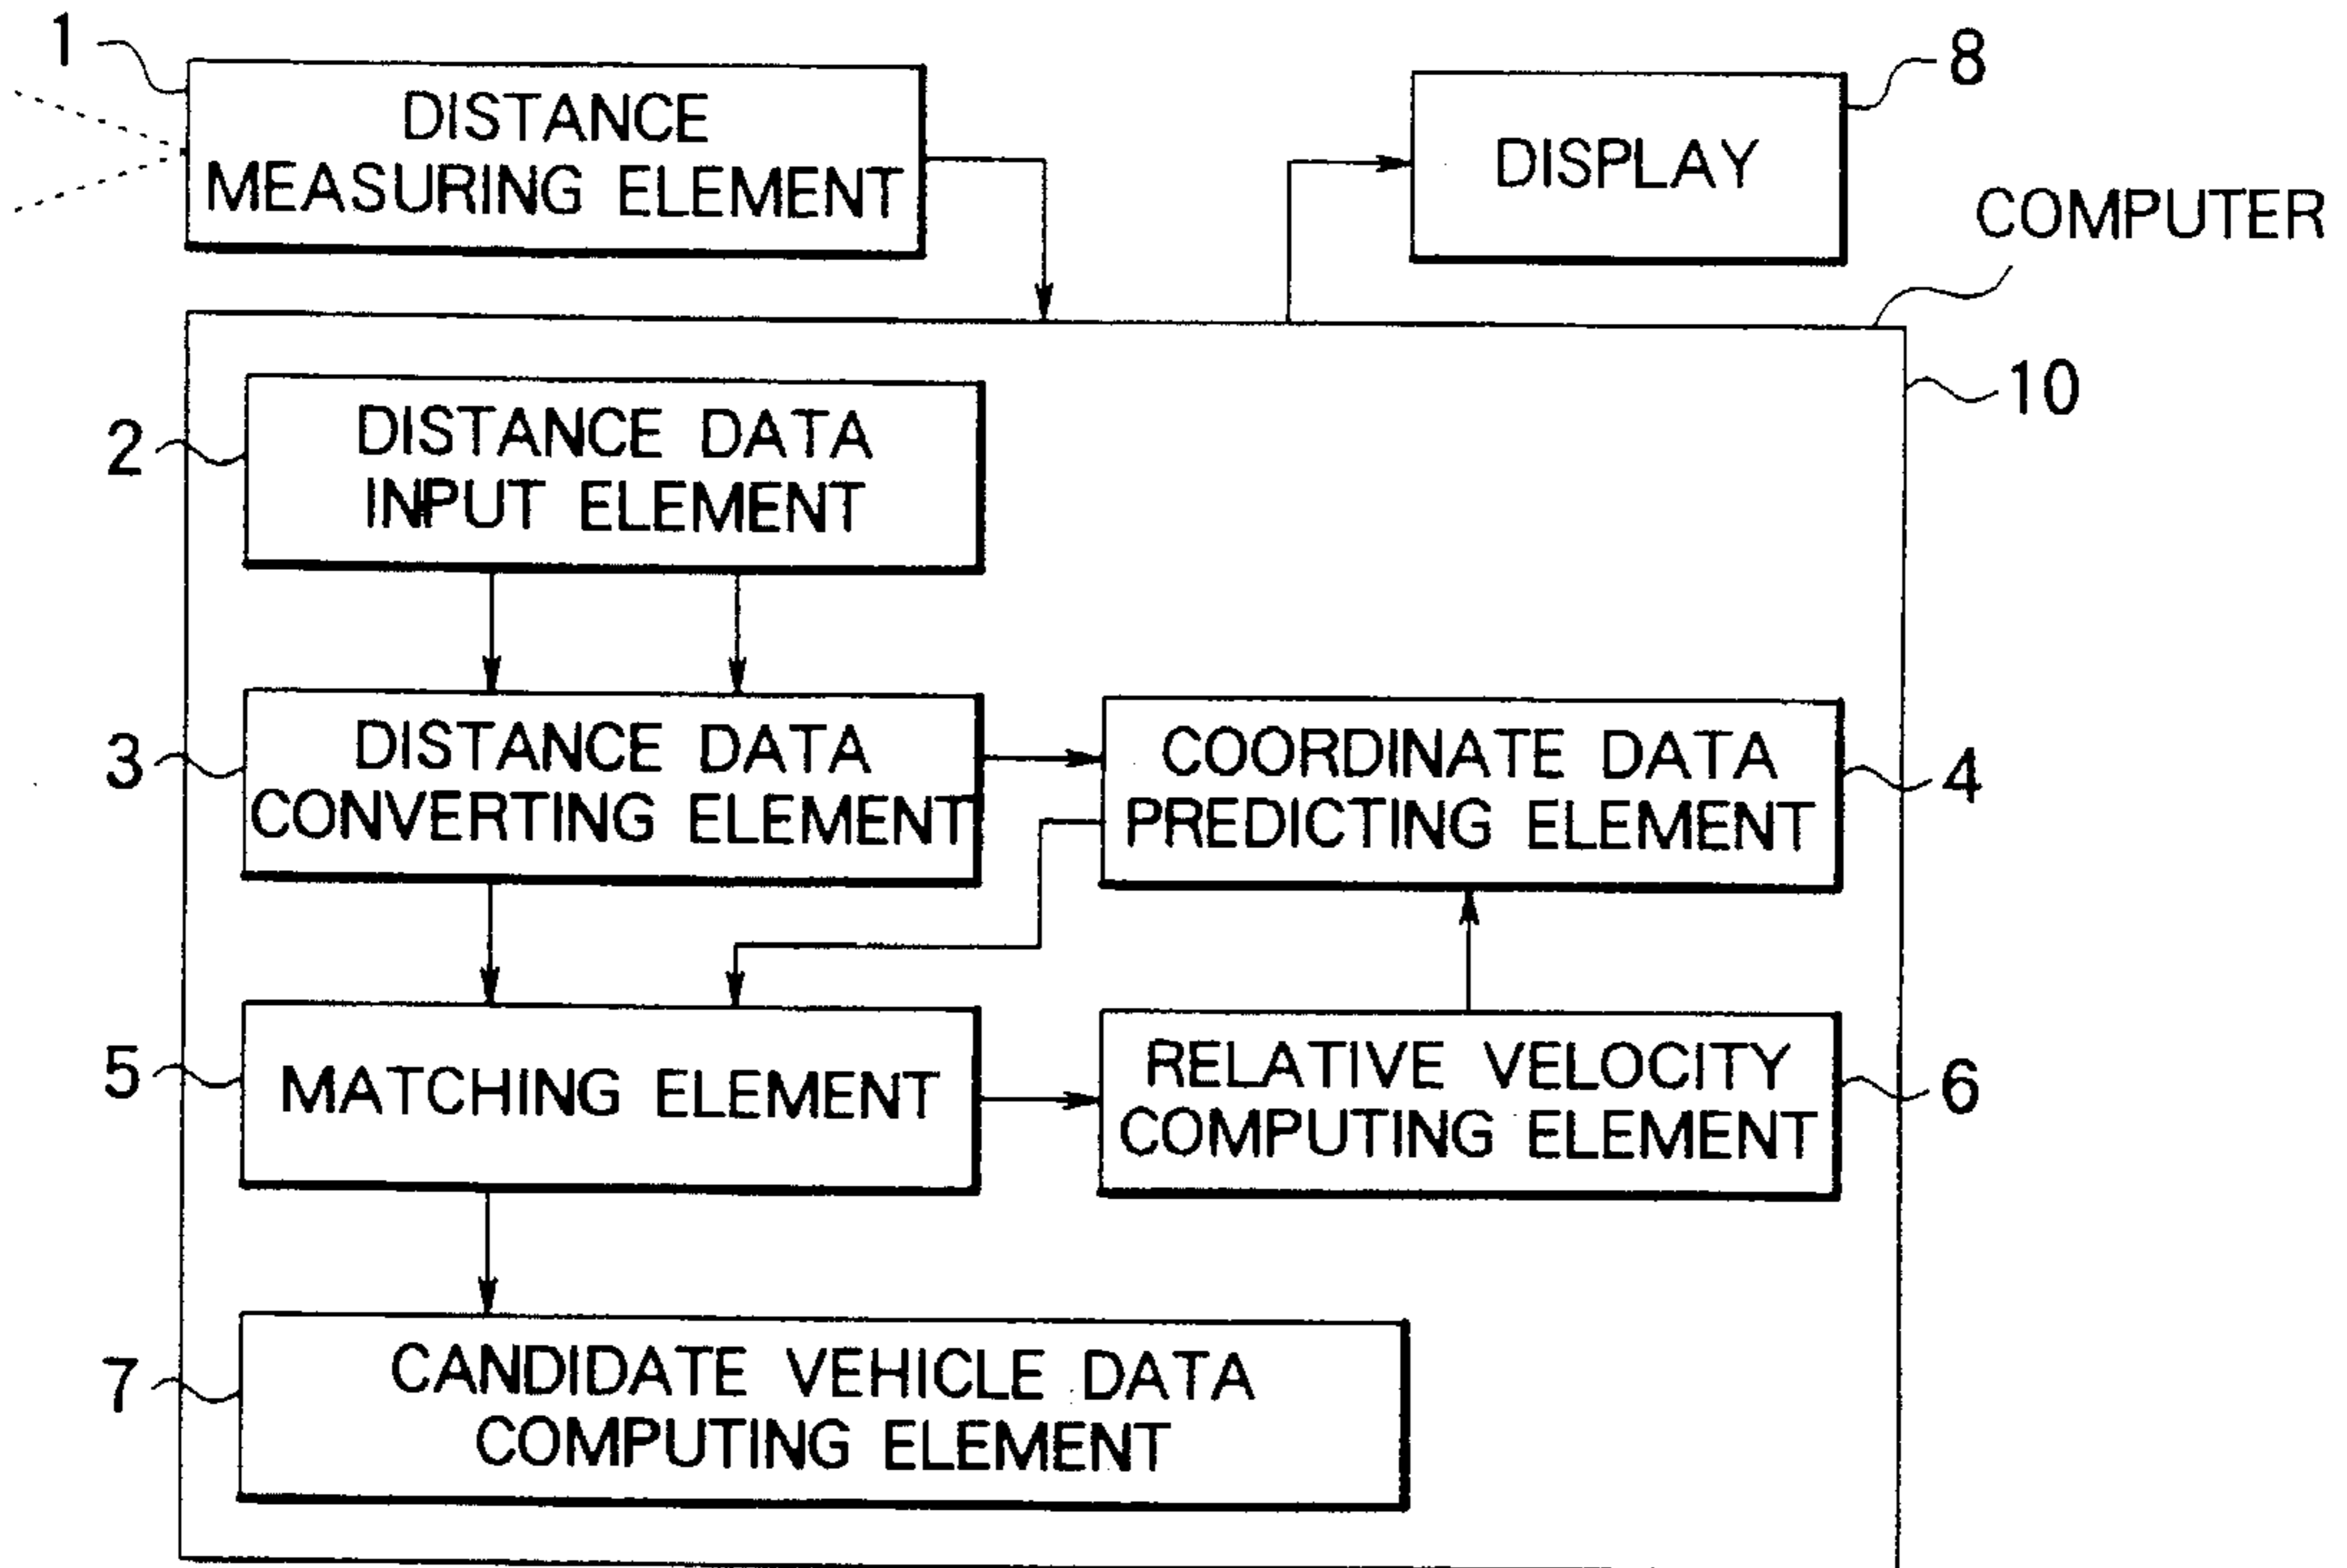 1
DISTANCE
MEASURING ELEMENT
8
DISPLAY
COMPUTER
10
2
DISTANCE DATA
INPUT ELEMENT
3
DISTANCE DATA
CONVERTING ELEMENT
COORDINATE DATA
PREDICTING ELEMENT
4
5
MATCHING ELEMENT
RELATIVE VELOCITY
COMPUTING ELEMENT
6
7
CANDIDATE VEHICLE DATA
COMPUTING ELEMENT